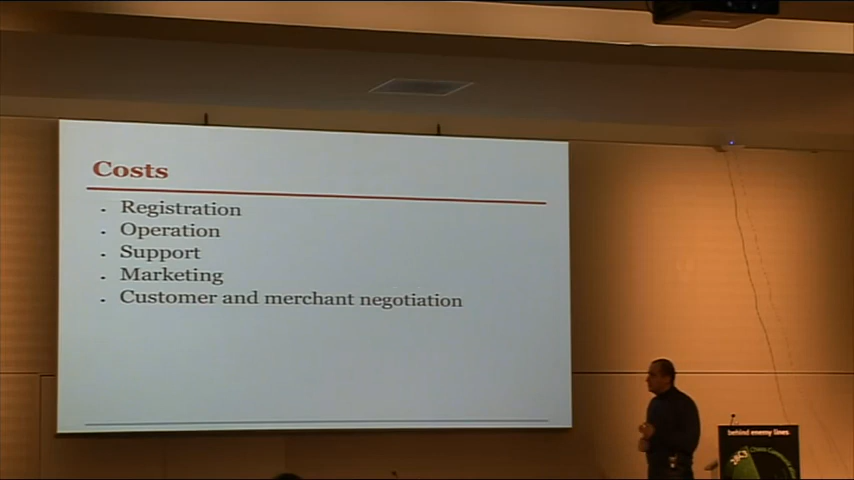 Costs
Registration
Operation
Support
Marketing
Customer and merchant negotiation
behind enemy lines